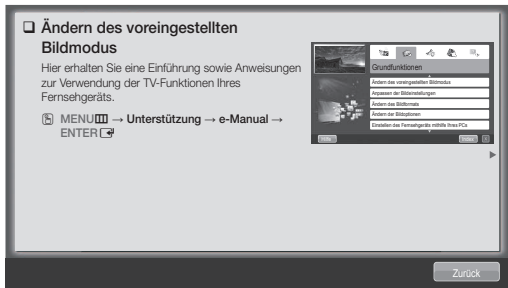 ❑ Ändern des voreingestellten
Bildmodus
Hier erhalten Sie eine Einführung sowie Anweisungen
zur Verwendung der TV-Funktionen Ihres
Fernsehgeräts.
MENU → Unterstützung → e-Manual →
ENTER
Grundfunktionen
Ändern des voreingestellten Bildmodus
Anpassen der Bildeinstellungen
Ändern des Bildformats
Ändern der Bildoptionen
Einstellen des Fernsehgeräts mithilfe Ihres PCs
Index
Zurück